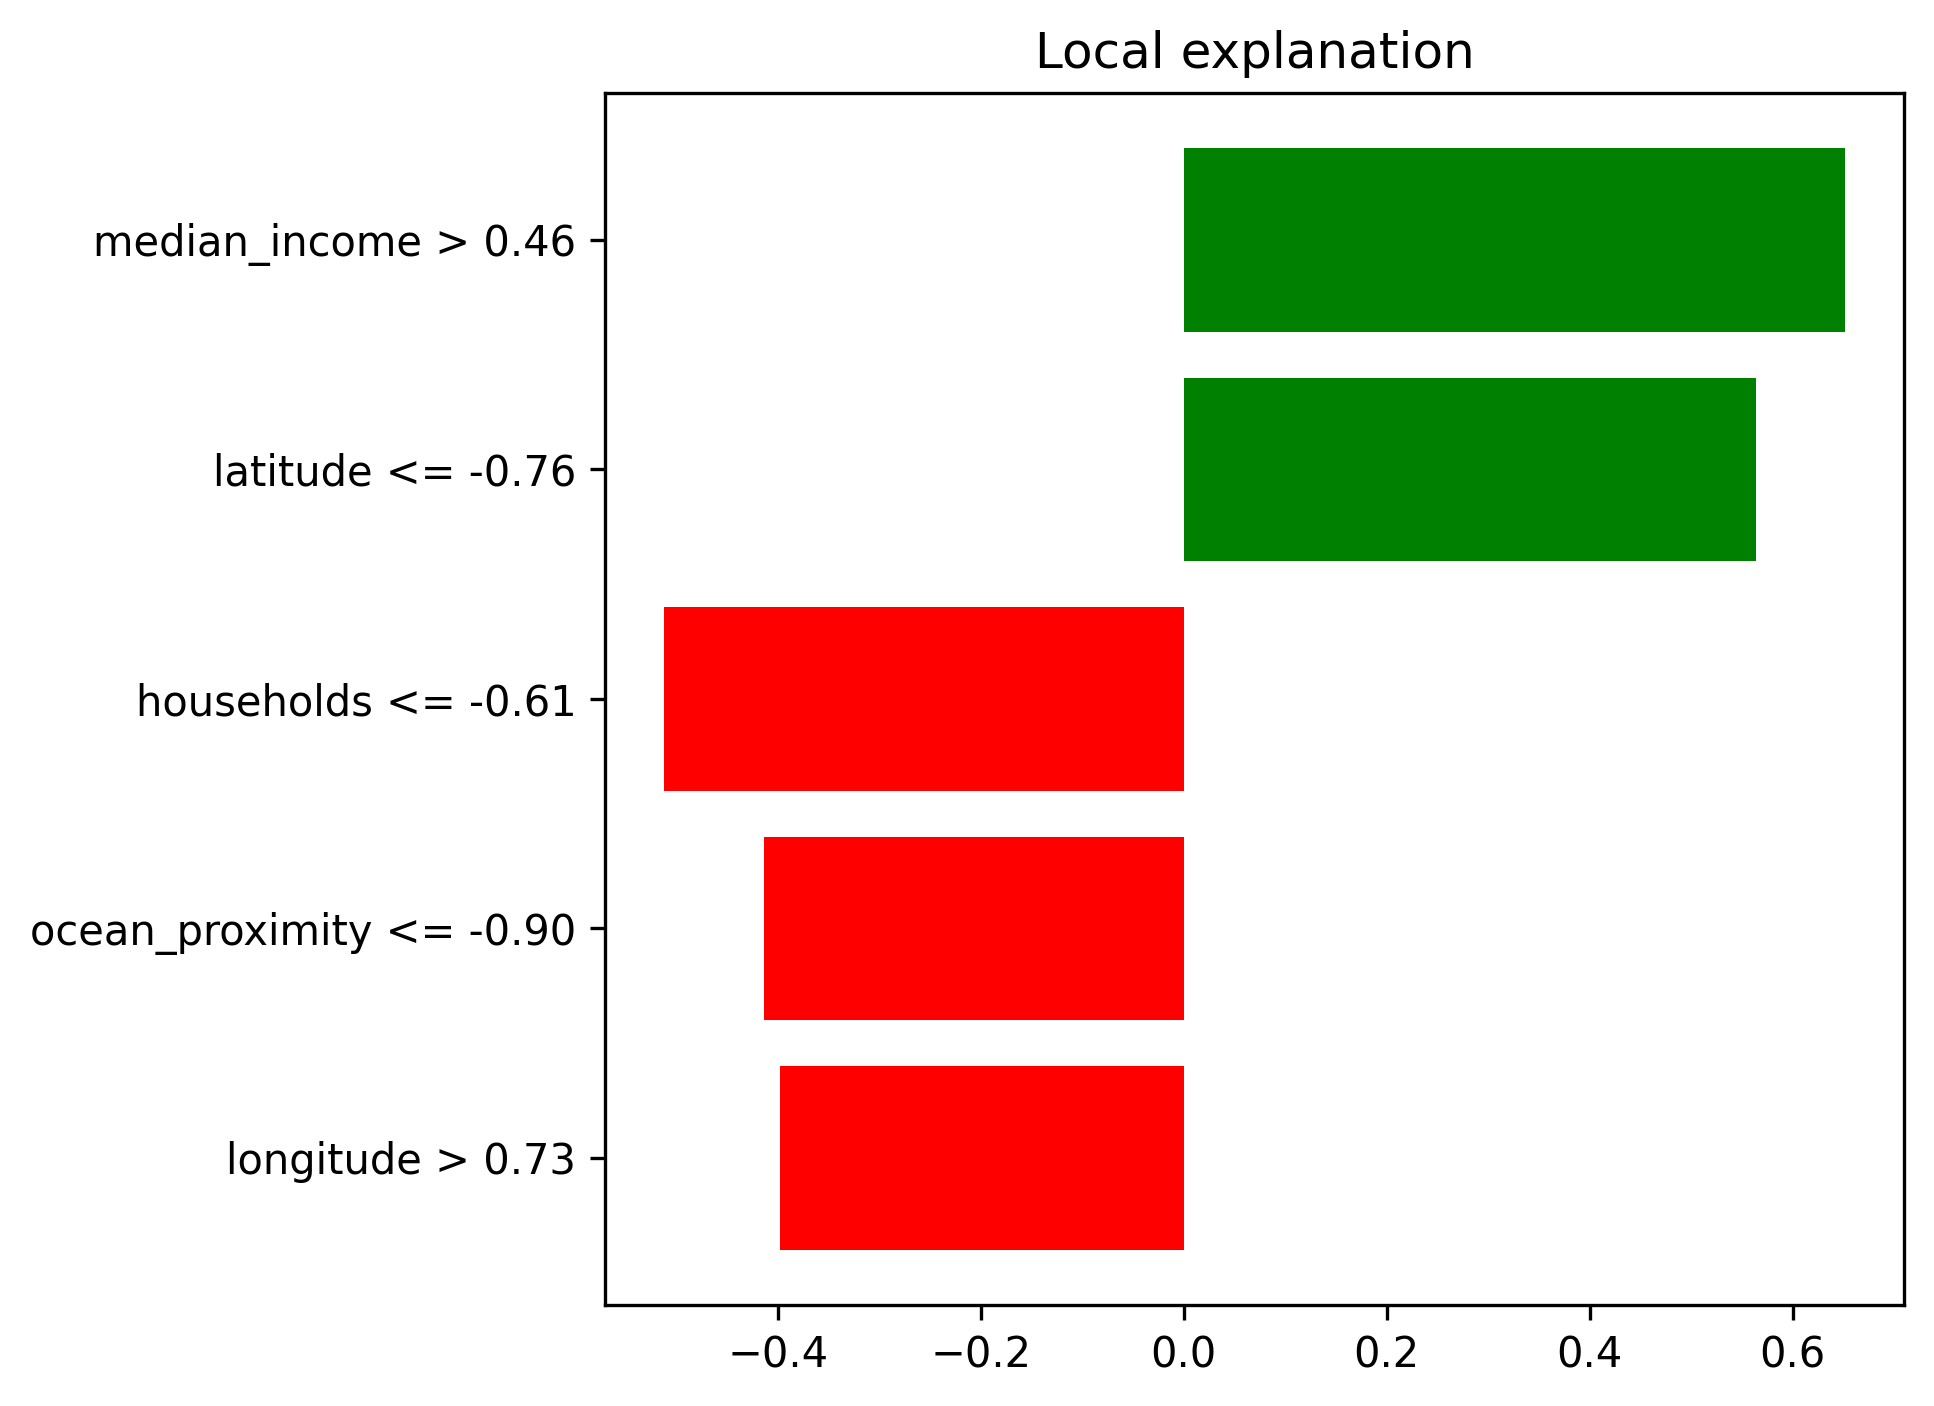 Local explanation
median_income > 0.46
latitude <= -0.76
households <= -0.61
ocean_proximity <= -0.90
longitude > 0.73
−0.4 −0.2 0.0 0.2 0.4 0.6